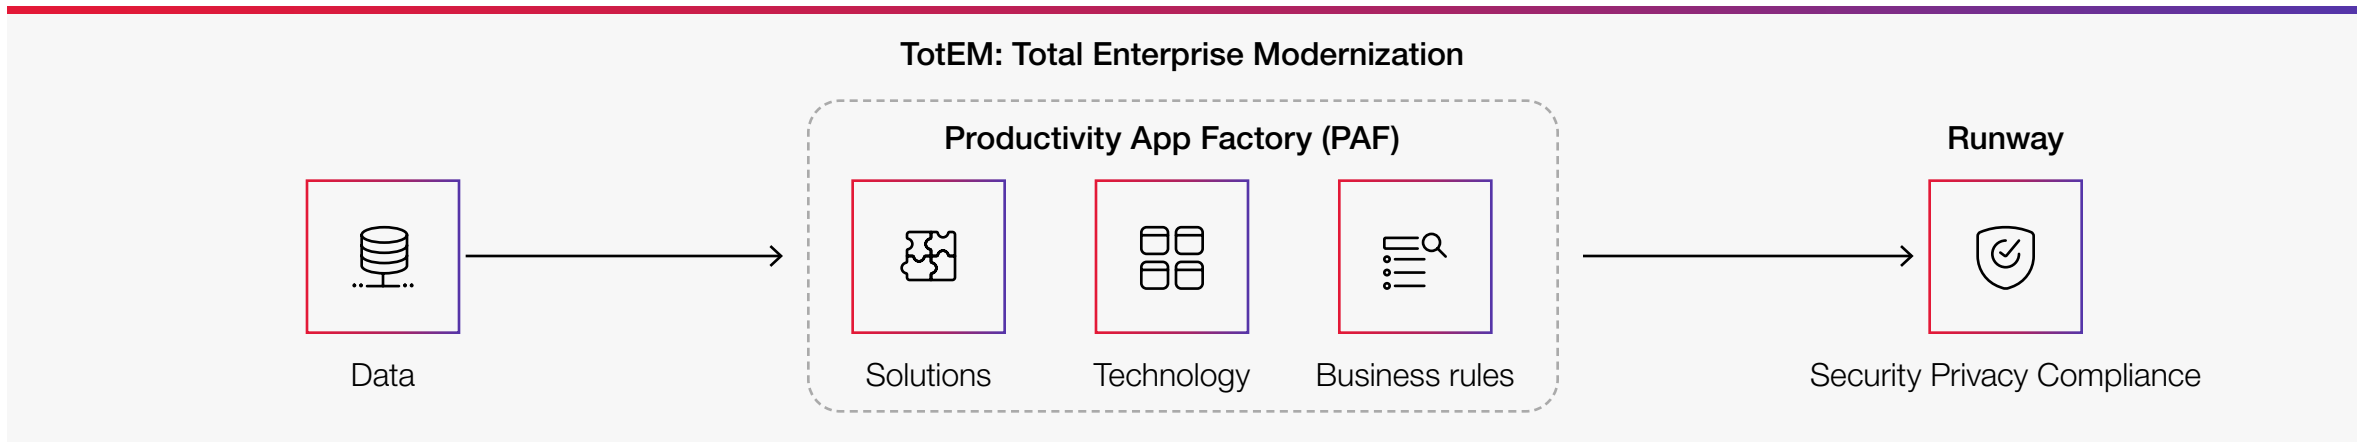 TotEM: Total Enterprise Modernization
Productivity App Factory (PAF)
Runway
Data
Solutions
Technology
Business rules
Security Privacy Compliance